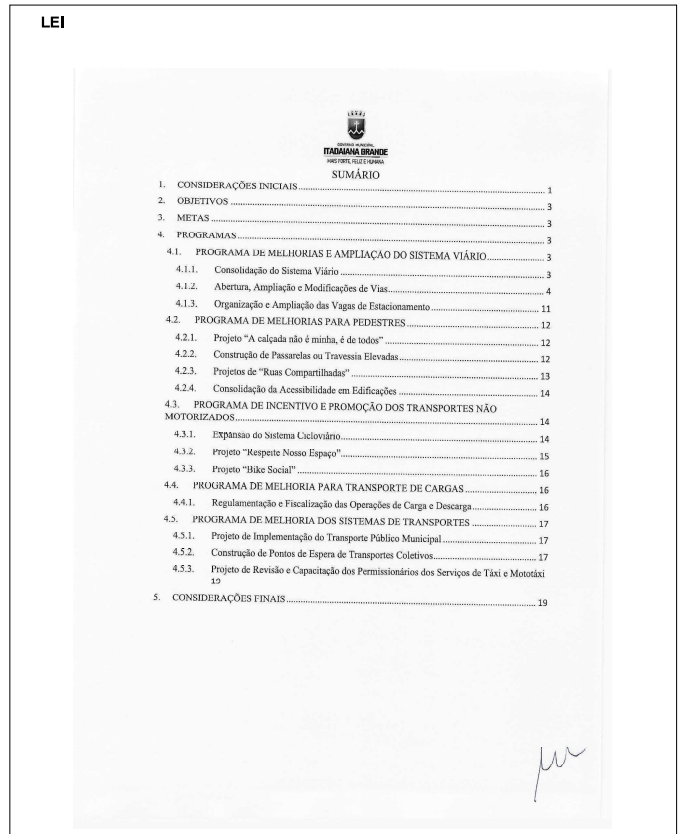 LEI
GOVERNO MUNICIPAL
ITABAIANA GRANDE
MAIS FORTE, FELIZ E HUMANA
SUMÁRIO
1. CONSIDERAÇÕES INICIAIS 1
2. OBJETIVOS 3
3. METAS 3
4. PROGRAMAS 3
4.1. PROGRAMA DE MELHORIAS E AMPLIAÇÃO DO SISTEMA VIÁRIO 3
4.1.1. Consolidação do Sistema Viário 3
4.1.2. Abertura, Ampliação e Modificações de Vias 4
4.1.3. Organização e Ampliação das Vagas de Estacionamento 11
4.2. PROGRAMA DE MELHORIAS PARA PEDESTRES 12
4.2.1. Projeto “A calçada não é minha, é de todos” 12
4.2.2. Construção de Passarelas ou Travessia Elevadas 12
4.2.3. Projetos de “Ruas Compartilhadas” 13
4.2.4. Consolidação da Acessibilidade em Edificações 14
4.3. PROGRAMA DE INCENTIVO E PROMOÇÃO DOS TRANSPORTES NÃO
MOTORIZADOS 14
4.3.1. Expansão do Sistema Cicloviário 14
4.3.2. Projeto “Respeite Nosso Espaço” 15
4.3.3. Projeto “Bike Social” 16
4.4. PROGRAMA DE MELHORIA PARA TRANSPORTE DE CARGAS 16
4.4.1. Regulamentação e Fiscalização das Operações de Carga e Descarga 16
4.5. PROGRAMA DE MELHORIA DOS SISTEMAS DE TRANSPORTES 17
4.5.1. Projeto de Implementação do Transporte Público Municipal 17
4.5.2. Construção de Pontos de Espera de Transportes Coletivos 17
4.5.3. Projeto de Revisão e Capacitação dos Permissionários dos Serviços de Táxi e Mototáxi
19
5. CONSIDERAÇÕES FINAIS 19